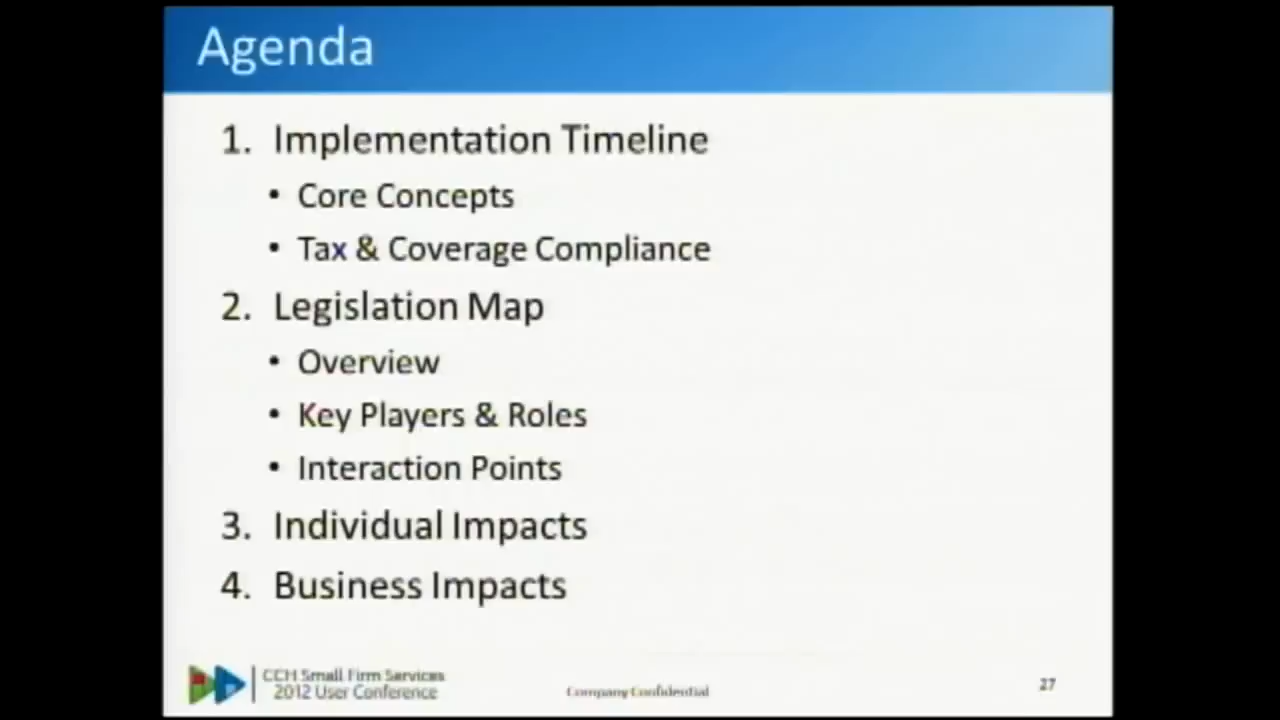 Agenda
1. Implementation Timeline
• Core Concepts
• Tax & Coverage Compliance
2. Legislation Map
• Overview
• Key Players & Roles
• Interaction Points
3. Individual Impacts
4. Business Impacts
CCH Small Firm Services
2012 User Conference
Company Confidential
27